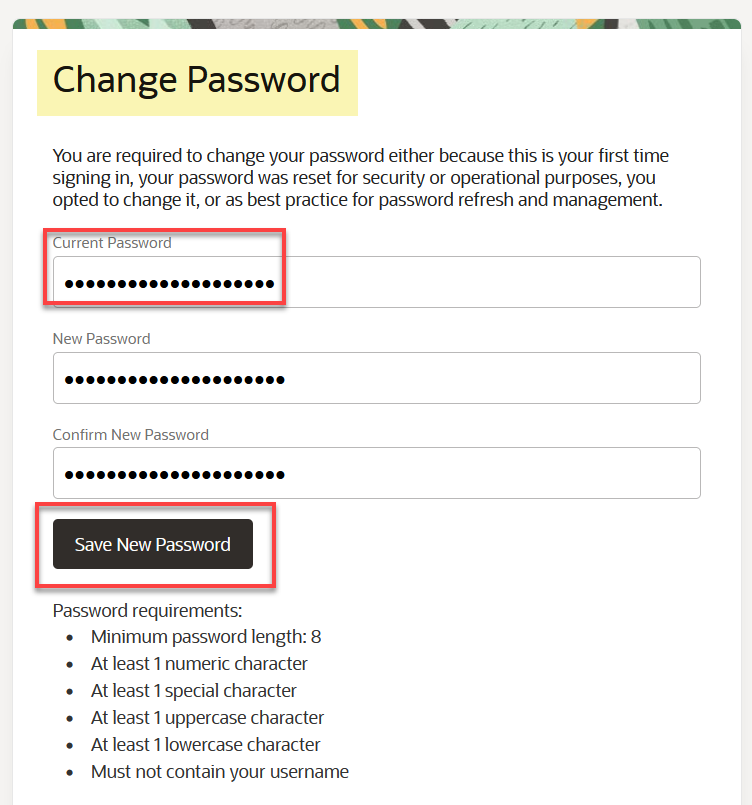 Change Password
You are required to change your password either because this is your first time
signing in, your password was reset for security or operational purposes, you
opted to change it, or as best practice for password refresh and management.
Current Password
••••••••••••••••••••
New Password
•••••••••••••••••••••
Confirm New Password
•••••••••••••••••••••
Save New Password
Password requirements:
• Minimum password length: 8
• At least 1 numeric character
• At least 1 special character
• At least 1 uppercase character
• At least 1 lowercase character
• Must not contain your username